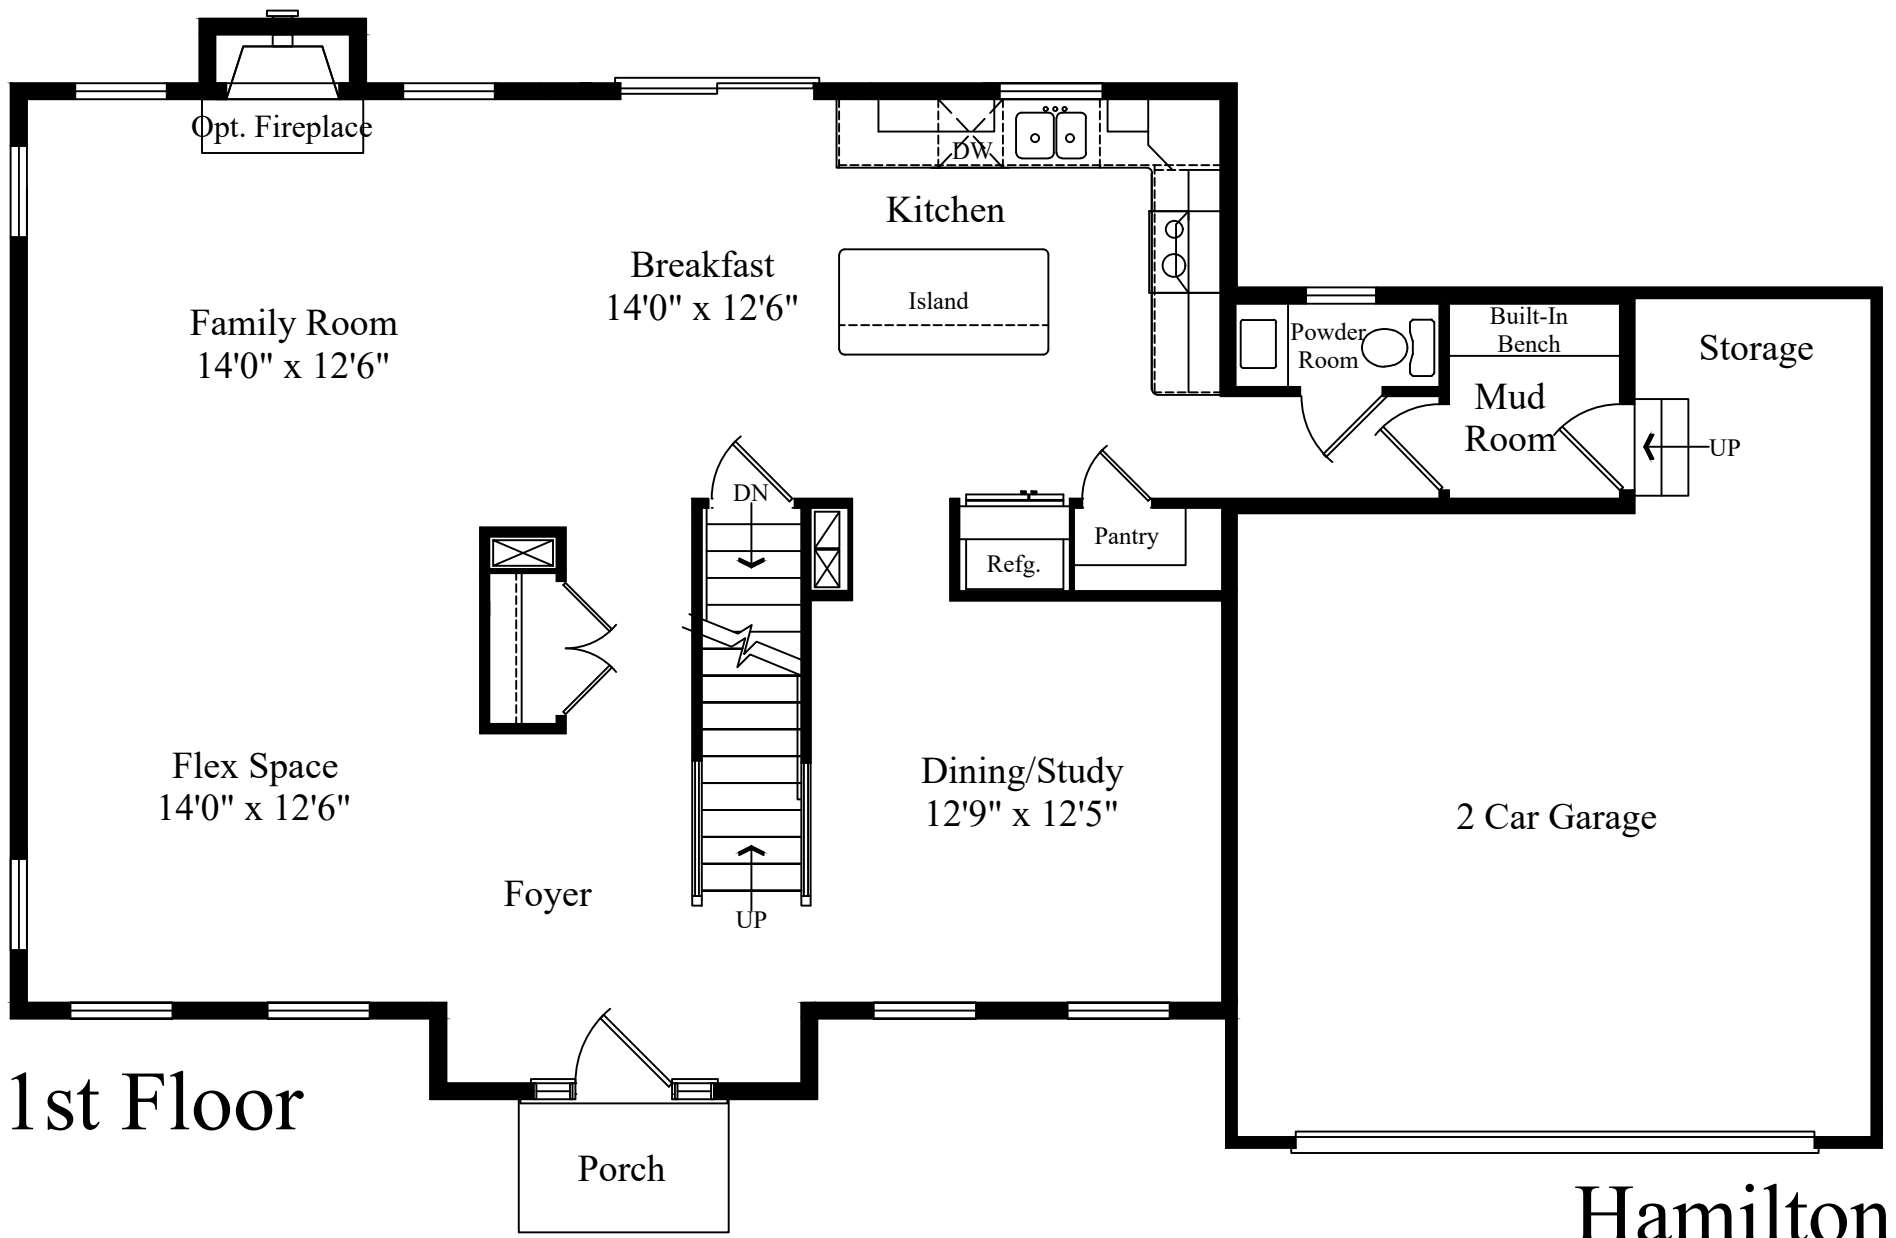 Opt. Fireplace
DW
Kitchen
Breakfast
14'0" x 12'6"
Island
Family Room
14'0" x 12'6"
Powder
Room
Built-In
Bench
Mud
Room
Storage
UP
DN
Refg.
Pantry
Flex Space
14'0" x 12'6"
Dining/Study
12'9" x 12'5"
2 Car Garage
Foyer
UP
1st Floor
Porch
Hamilton